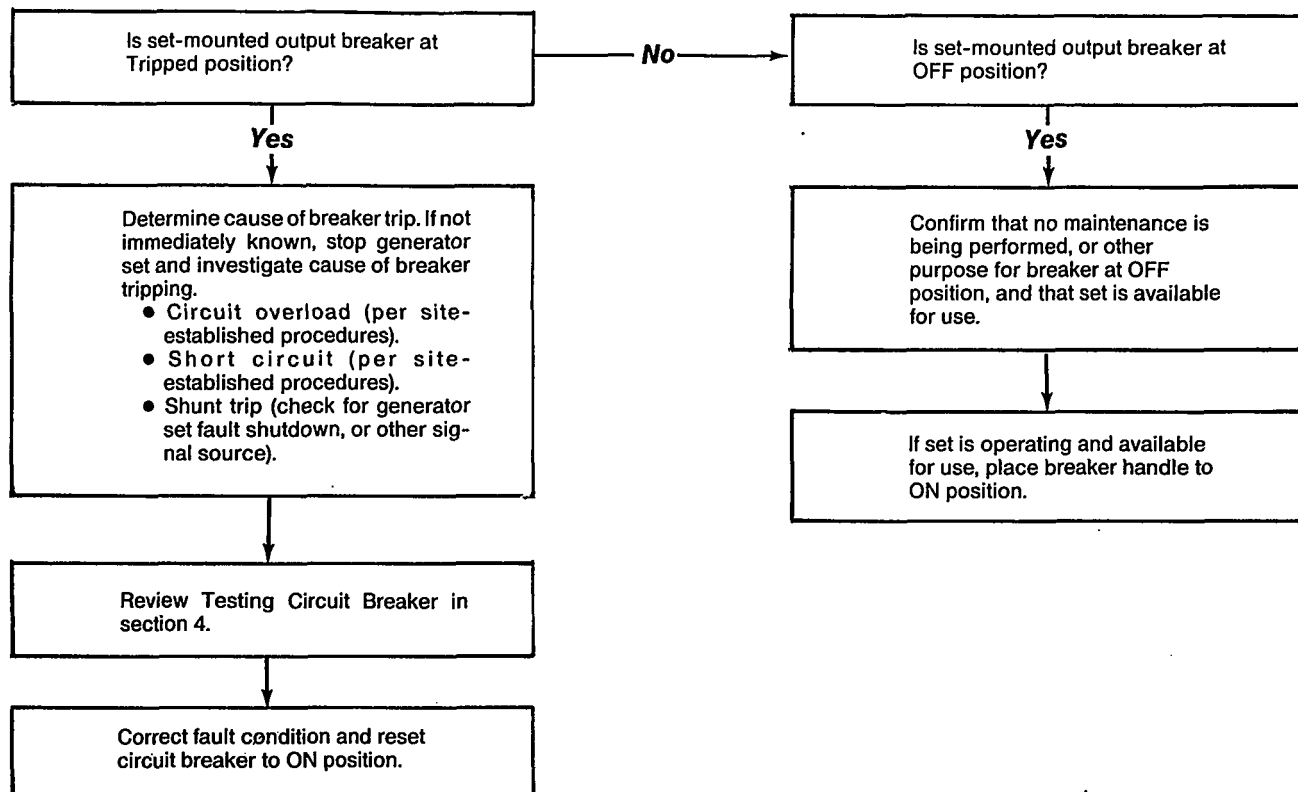 Is set-mounted output breaker at
Tripped position?
No
Is set-mounted output breaker at
OFF position?
Yes
Yes
Determine cause of breaker trip. If not
immediately known, stop generator
set and investigate cause of breaker
tripping.
● Circuit overload (per site-
established procedures).
● Short circuit (per site-
established procedures).
● Shunt trip (check for generator
set fault shutdown, or other sig-
nal source).
Confirm that no maintenance is
being performed, or other
purpose for breaker at OFF
position, and that set is available
for use.
If set is operating and available
for use, place breaker handle to
ON position.
Review Testing Circuit Breaker in
section 4.
Correct fault condition and reset
circuit breaker to ON position.